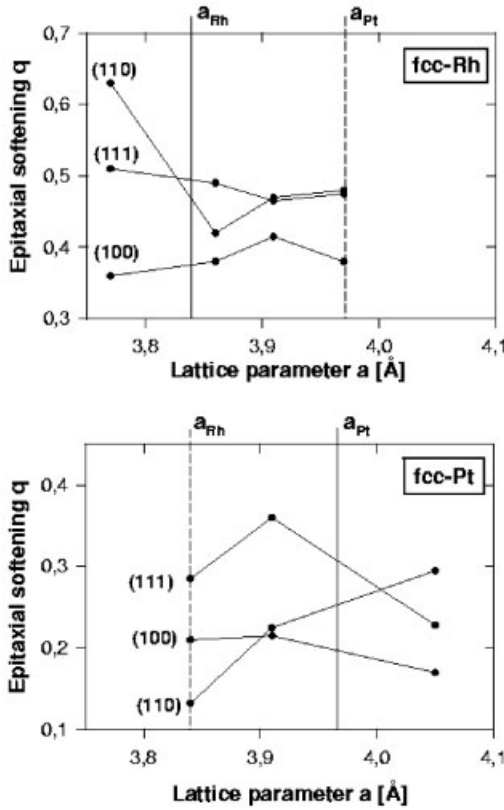 a_Rh a_Pt
0,7
fcc-Rh
(110)
0,6
(111)
0,5
(100)
0,4
0,3
Epitaxial softening q
3,8 3,9 4,0 4,1
Lattice parameter a [Å]
a_Rh a_Pt
fcc-Pt
0,4
(111)
0,3
(100)
0,2
(110)
0,1
Epitaxial softening q
3,8 3,9 4,0 4,1
Lattice parameter a [Å]